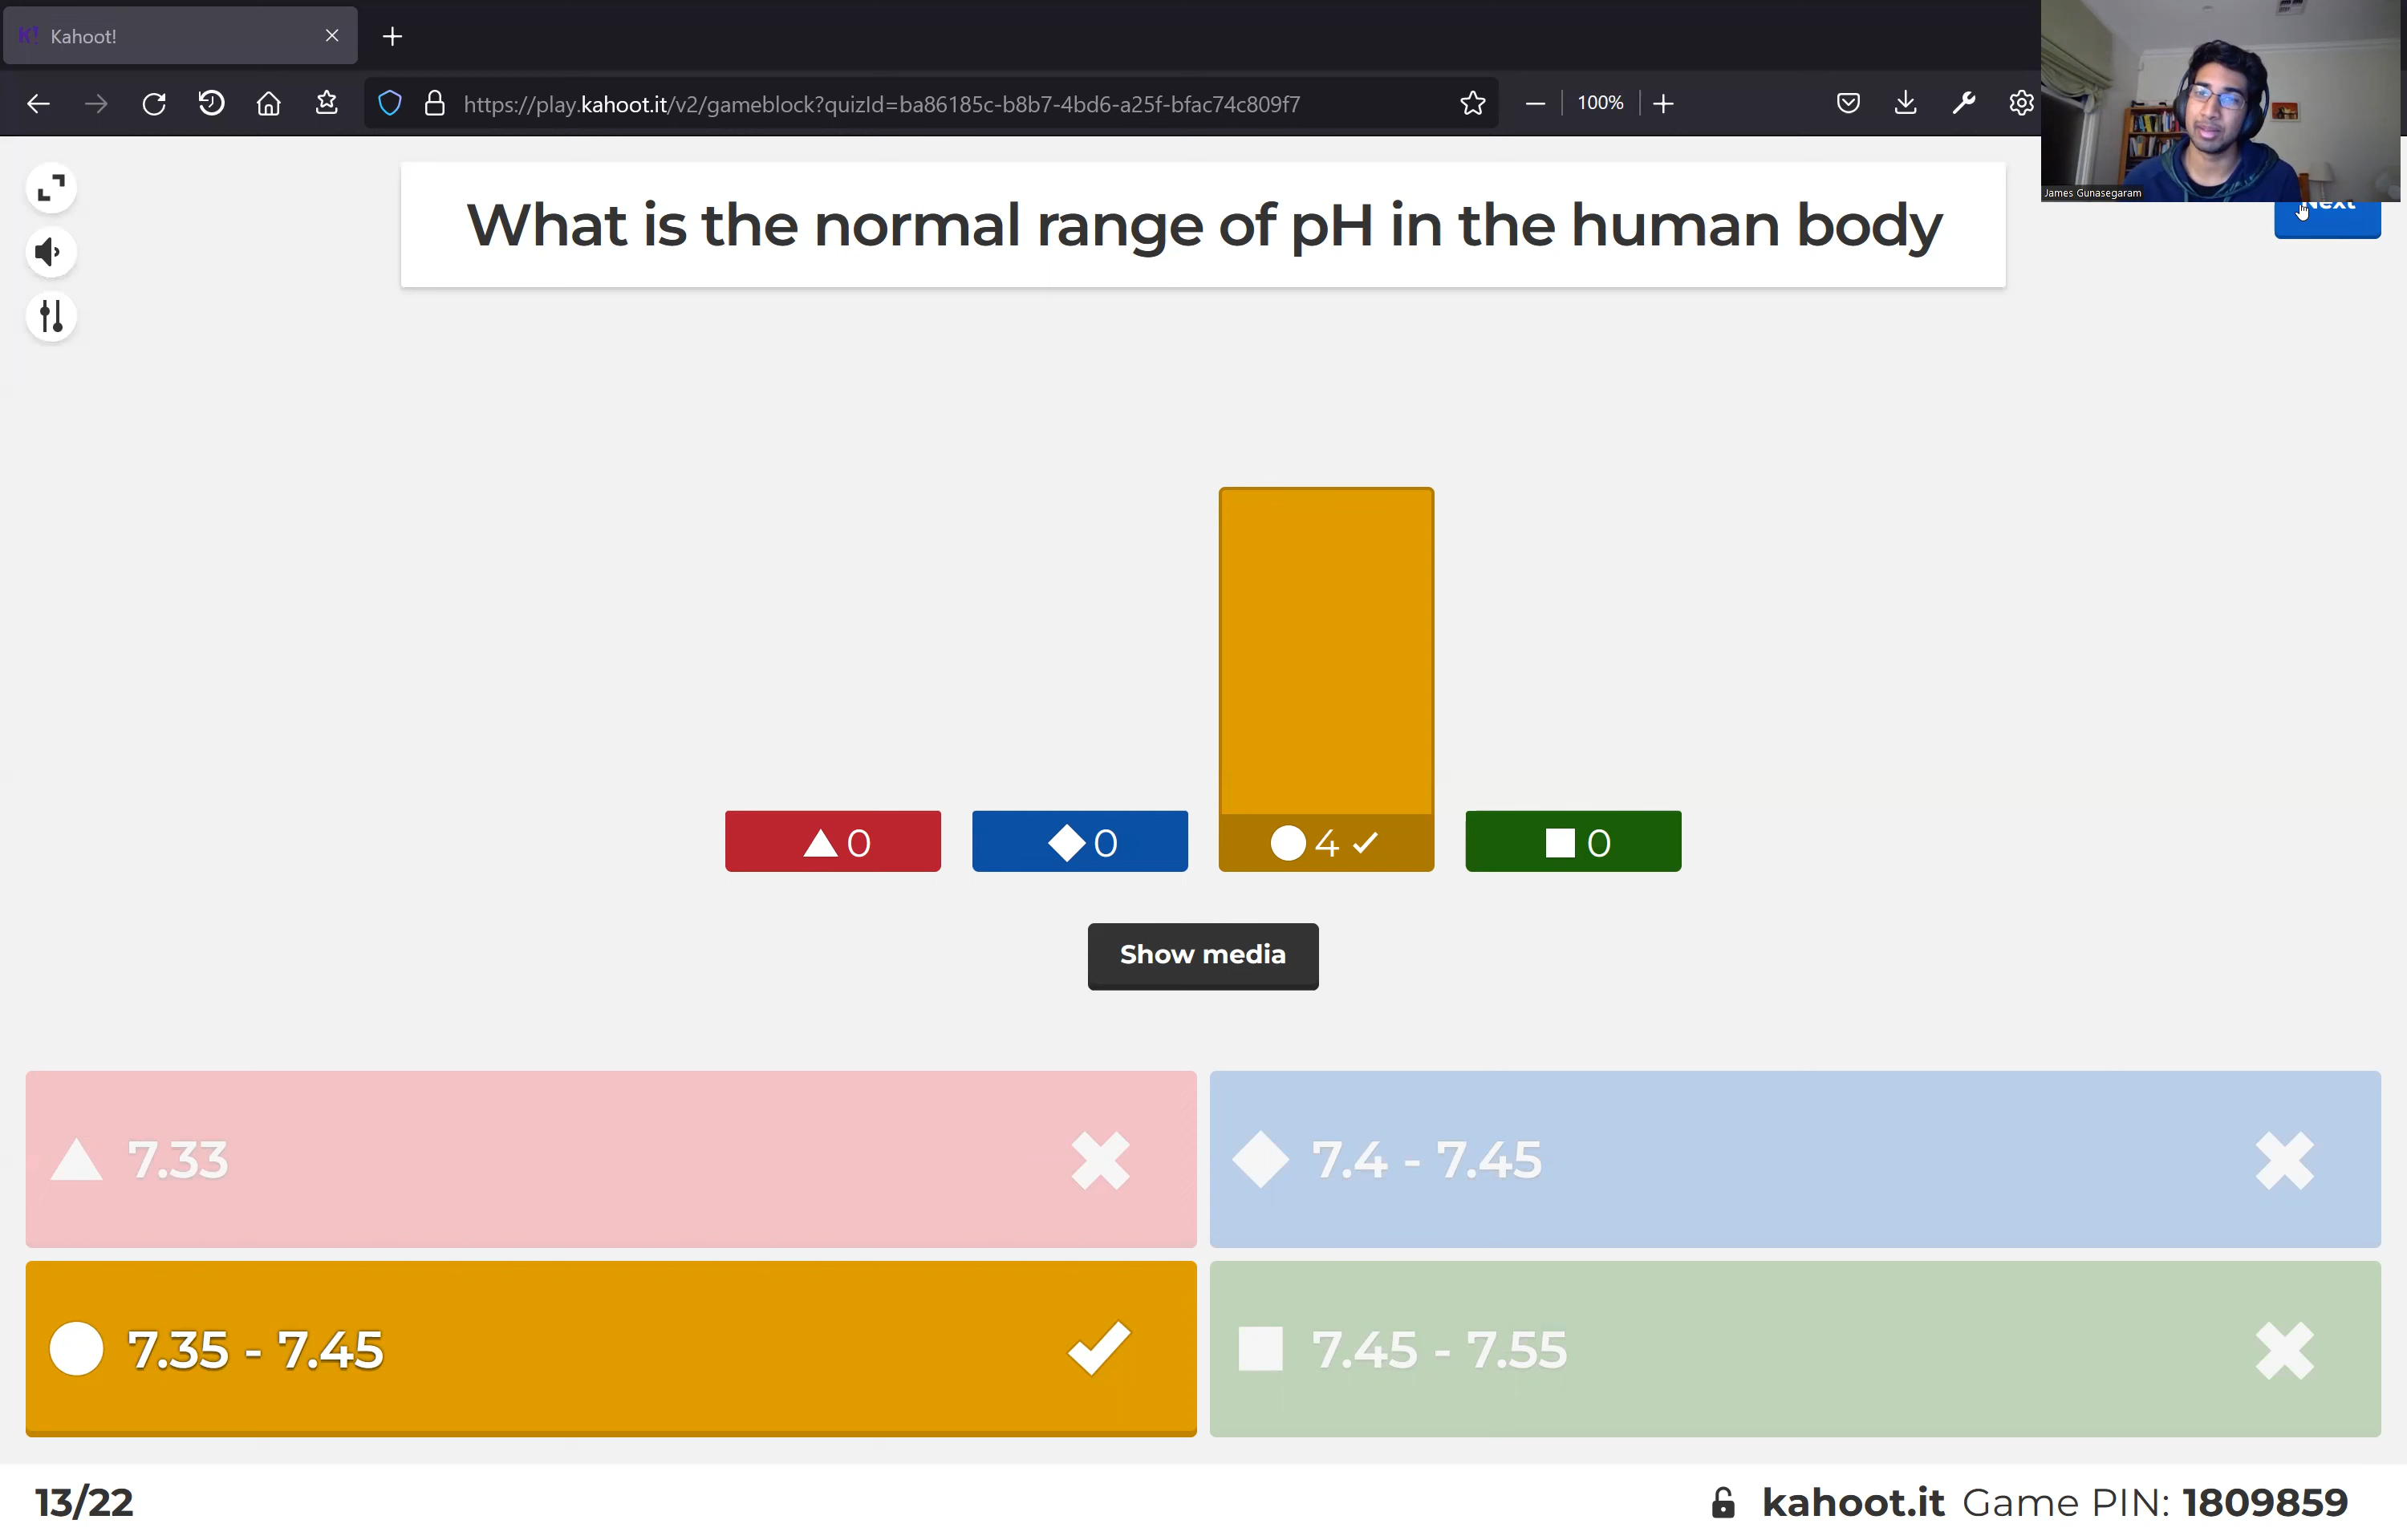 K! Kahoot!
https://play.kahoot.it/v2/gameblock?quizId=ba86185c-b8b7-4bd6-a25f-bfac74c809f7
100%
James Gunasegaram
Next
What is the normal range of pH in the human body
0
0
4
0
Show media
7.33
7.4 - 7.45
7.35 - 7.45
7.45 - 7.55
13/22
kahoot.it Game PIN: 1809859